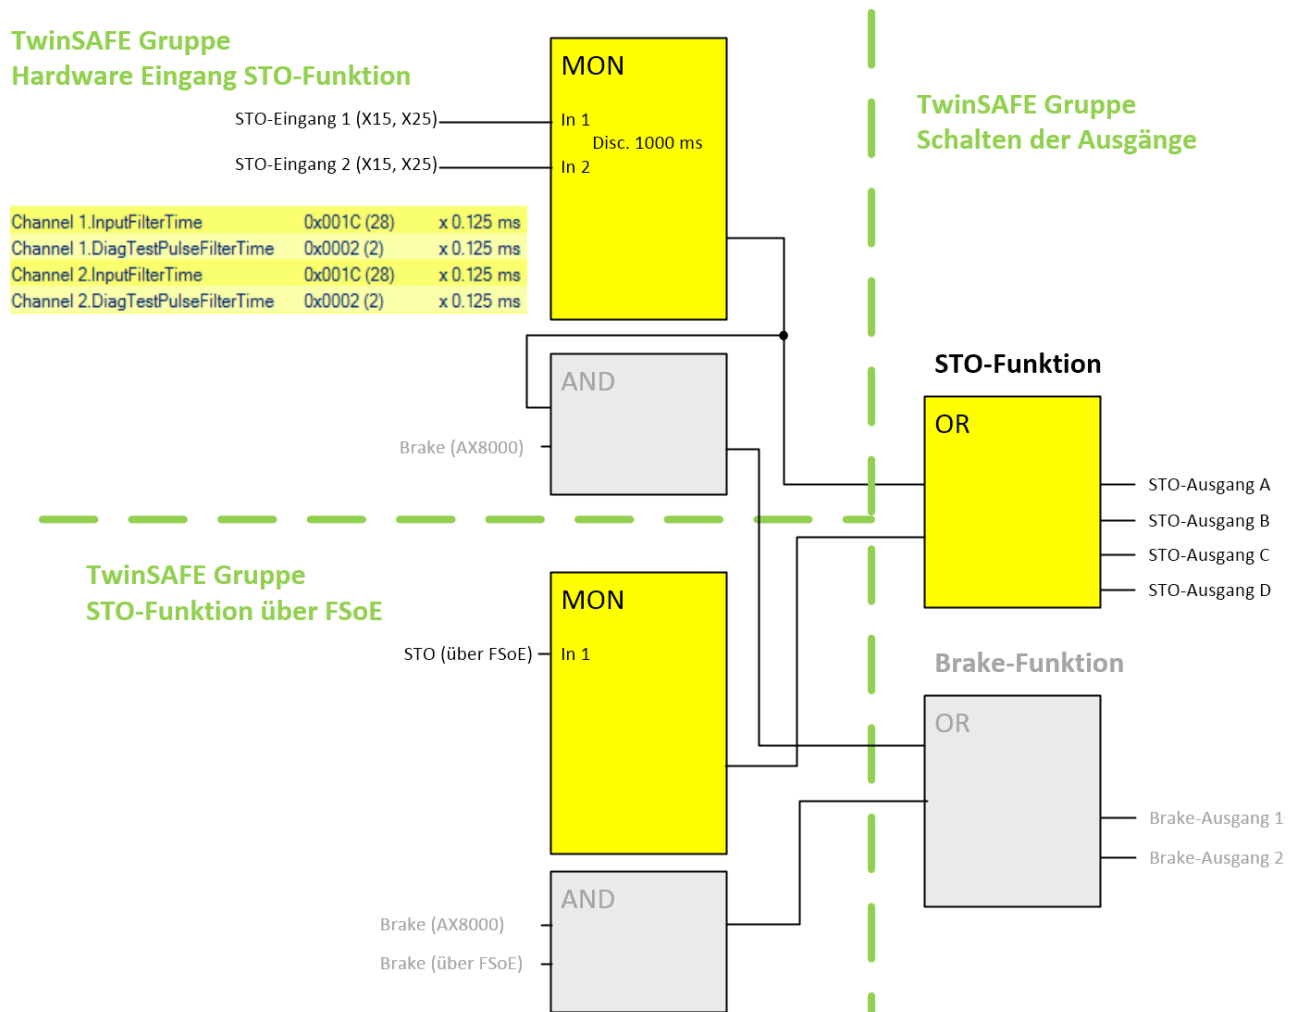 TwinSAFE Gruppe
Hardware Eingang STO-Funktion
MON
STO-Eingang 1 (X15, X25)
In 1
Disc. 1000 ms
STO-Eingang 2 (X15, X25)
In 2
Channel 1.InputFilterTime 0x001C (28) x 0.125 ms
Channel 1.DiagTestPulseFilterTime 0x0002 (2) x 0.125 ms
Channel 2.InputFilterTime 0x001C (28) x 0.125 ms
Channel 2.DiagTestPulseFilterTime 0x0002 (2) x 0.125 ms
AND
Brake (AX8000)
TwinSAFE Gruppe
STO-Funktion über FSoE
MON
STO (über FSoE)
In 1
AND
Brake (AX8000)
Brake (über FSoE)
TwinSAFE Gruppe
Schalten der Ausgänge
STO-Funktion
OR
STO-Ausgang A
STO-Ausgang B
STO-Ausgang C
STO-Ausgang D
Brake-Funktion
OR
Brake-Ausgang 1
Brake-Ausgang 2